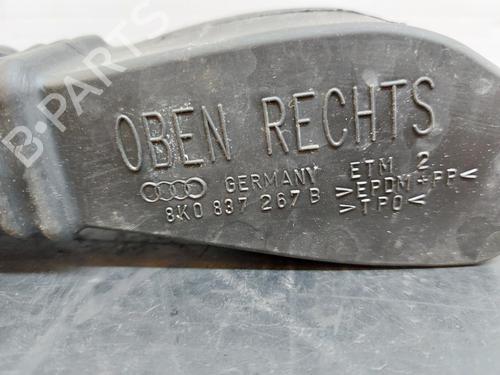 B-PARTS
OBEN RECHTS
GERMANY
8K0 837 267 B
ETM 2
>EPDM+PP<
>TPO<